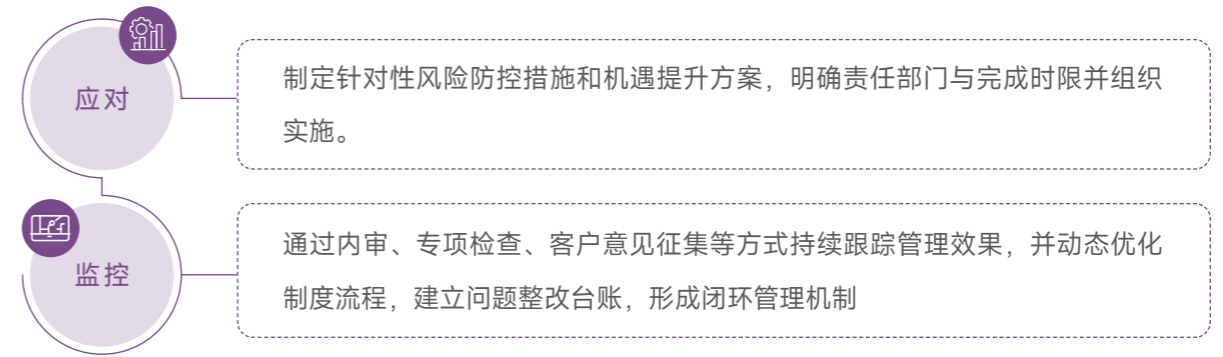 应对
制定针对性风险防控措施和机遇提升方案，明确责任部门与完成时限并组织
实施。
监控
通过内审、专项检查、客户意见征集等方式持续跟踪管理效果，并动态优化
制度流程，建立问题整改台账，形成闭环管理机制